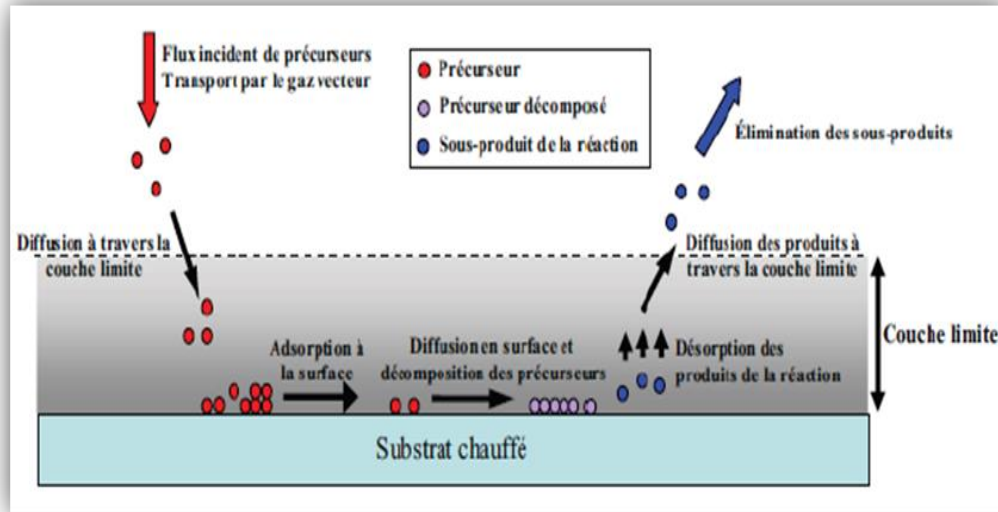 Flux incident de précurseurs
Transport par le gaz vecteur
Précurseur
Précurseur décomposé
Sous-produit de la réaction
Élimination des sous-produits
Diffusion à travers la
couche limite
Diffusion des produits à
travers la couche limite
Couche limite
Adsorption à
la surface
Diffusion en surface et
décomposition des précurseurs
Désorption des
produits de la réaction
Substrat chauffé